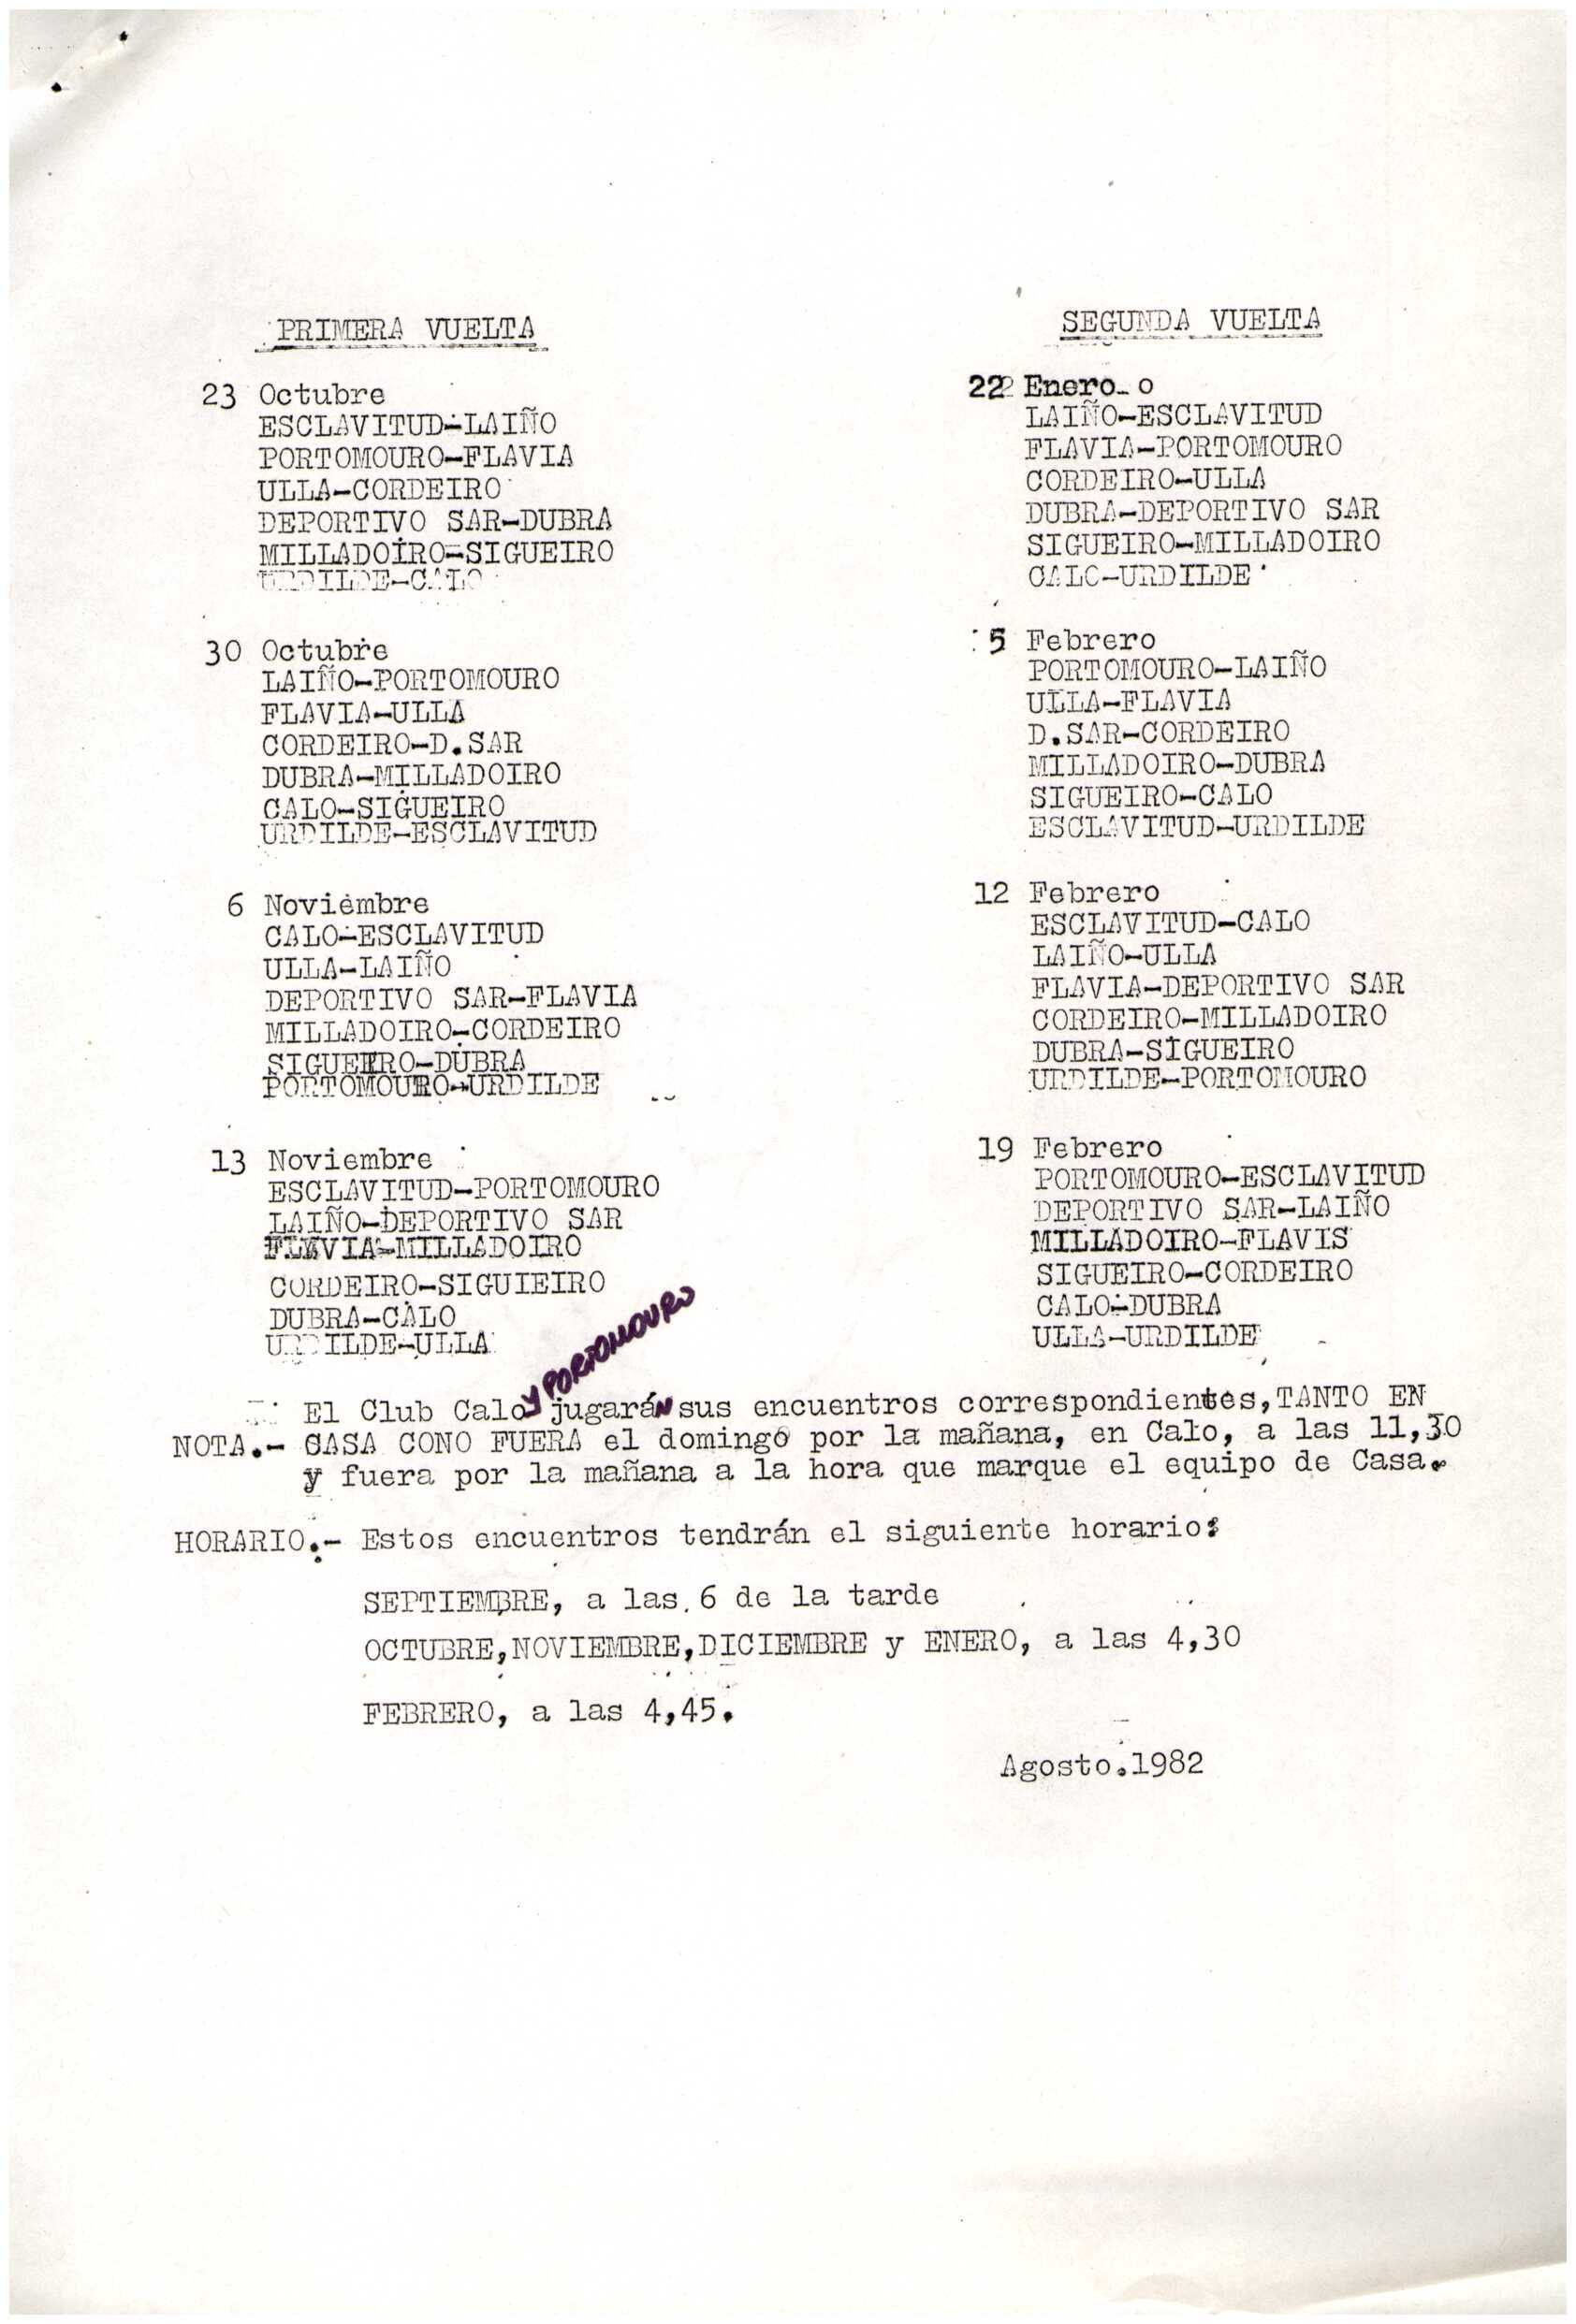 PRIMERA VUELTA
23 Octubre
ESCLAVITUD-LAIÑO
PORTOMOURO-FLAVIA
ULLA-CORDEIRO
DEPORTIVO SAR-DUBRA
MILLADOIRO-SIGUEIRO
URDILDE-CALO
30 Octubre
LAIÑO-PORTOMOURO
FLAVIA-ULLA
CORDEIRO-D.SAR
DUBRA-MILLADOIRO
CALO-SIGUEIRO
URDILDE-ESCLAVITUD
6 Noviembre
CALO-ESCLAVITUD
ULLA-LAIÑO
DEPORTIVO SAR-FLAVIA
MILLADOIRO-CORDEIRO
SIGUEIRO-DUBRA
PORTOMOURO-URDILDE
13 Noviembre
ESCLAVITUD-PORTOMOURO
LAIÑO-DEPORTIVO SAR
FLAVIA-MILLADOIRO
CORDEIRO-SIGUIEIRO
DUBRA-CALO
URDILDE-ULLA
SEGUNDA VUELTA
22 Enero o
LAIÑO-ESCLAVITUD
FLAVIA-PORTOMOURO
CORDEIRO-ULLA
DUBRA-DEPORTIVO SAR
SIGUEIRO-MILLADOIRO
CALO-URDILDE
5 Febrero
PORTOMOURO-LAIÑO
ULLA-FLAVIA
D.SAR-CORDEIRO
MILLADOIRO-DUBRA
SIGUEIRO-CALO
ESCLAVITUD-URDILDE
12 Febrero
ESCLAVITUD-CALO
LAIÑO-ULLA
FLAVIA-DEPORTIVO SAR
CORDEIRO-MILLADOIRO
DUBRA-SIGUEIRO
URDILDE-PORTOMOURO
19 Febrero
PORTOMOURO-ESCLAVITUD
DEPORTIVO SAR-LAIÑO
MILLADOIRO-FLAVIS
SIGUEIRO-CORDEIRO
CALO-DUBRA
ULLA-URDILDE
El Club Calo Y PORTOMOURO jugaráN sus encuentros correspondientes,TANTO EN
NOTA.- CASA CONO FUERA el domingo por la mañana, en Calo, a las 11,30
y fuera por la mañana a la hora que marque el equipo de Casa.
HORARIO.- Estos encuentros tendrán el siguiente horario:
SEPTIEMBRE, a las 6 de la tarde
OCTUBRE,NOVIEMBRE,DICIEMBRE y ENERO, a las 4,30
FEBRERO, a las 4,45.
Agosto.1982